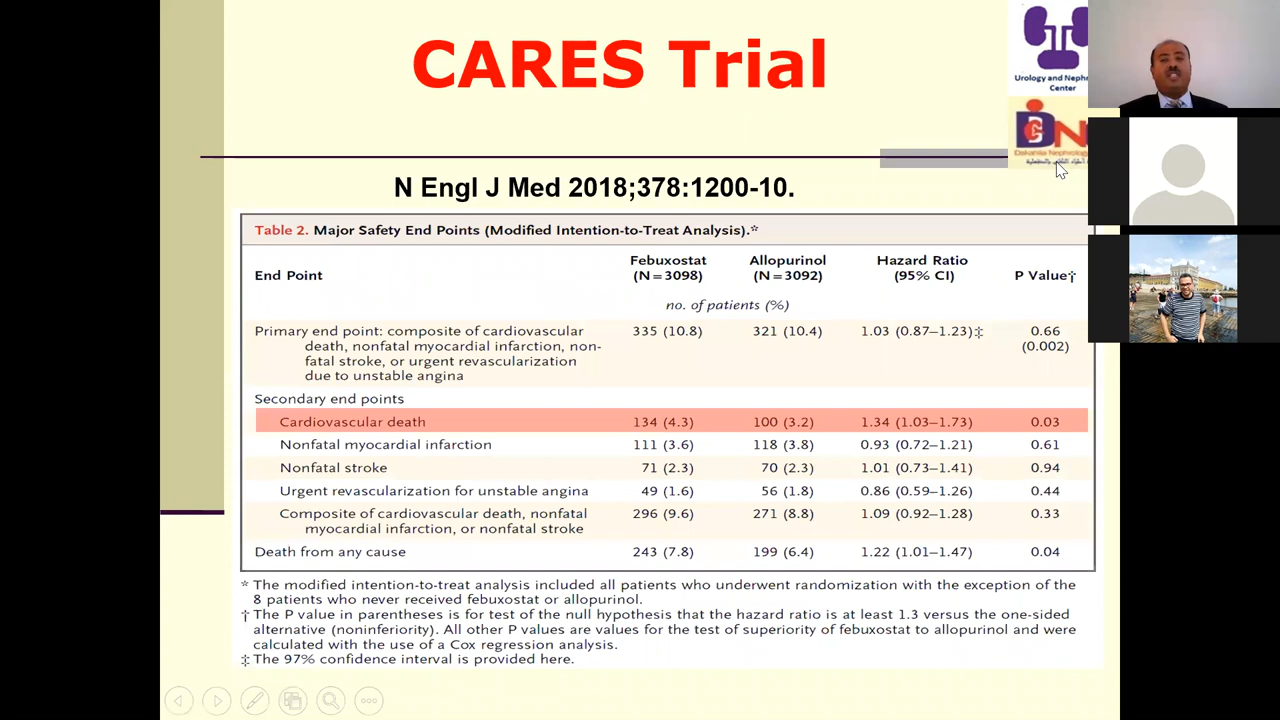 CARES Trial
Urology and Neph
Center
Dakahlia Nephrology
N Engl J Med 2018;378:1200-10.
Table 2. Major Safety End Points (Modified Intention-to-Treat Analysis).*
End Point Febuxostat (N=3098) Allopurinol (N=3092) Hazard Ratio (95% CI) P Value†
no. of patients (%)
Primary end point: composite of cardiovascular 335 (10.8) 321 (10.4) 1.03 (0.87–1.23)‡ 0.66
death, nonfatal myocardial infarction, non- (0.002)
fatal stroke, or urgent revascularization
due to unstable angina
Secondary end points
Cardiovascular death 134 (4.3) 100 (3.2) 1.34 (1.03–1.73) 0.03
Nonfatal myocardial infarction 111 (3.6) 118 (3.8) 0.93 (0.72–1.21) 0.61
Nonfatal stroke 71 (2.3) 70 (2.3) 1.01 (0.73–1.41) 0.94
Urgent revascularization for unstable angina 49 (1.6) 56 (1.8) 0.86 (0.59–1.26) 0.44
Composite of cardiovascular death, nonfatal 296 (9.6) 271 (8.8) 1.09 (0.92–1.28) 0.33
myocardial infarction, or nonfatal stroke
Death from any cause 243 (7.8) 199 (6.4) 1.22 (1.01–1.47) 0.04
* The modified intention-to-treat analysis included all patients who underwent randomization with the exception of the
8 patients who never received febuxostat or allopurinol.
† The P value in parentheses is for test of the null hypothesis that the hazard ratio is at least 1.3 versus the one-sided
alternative (noninferiority). All other P values are values for the test of superiority of febuxostat to allopurinol and were
calculated with the use of a Cox regression analysis.
‡ The 97% confidence interval is provided here.